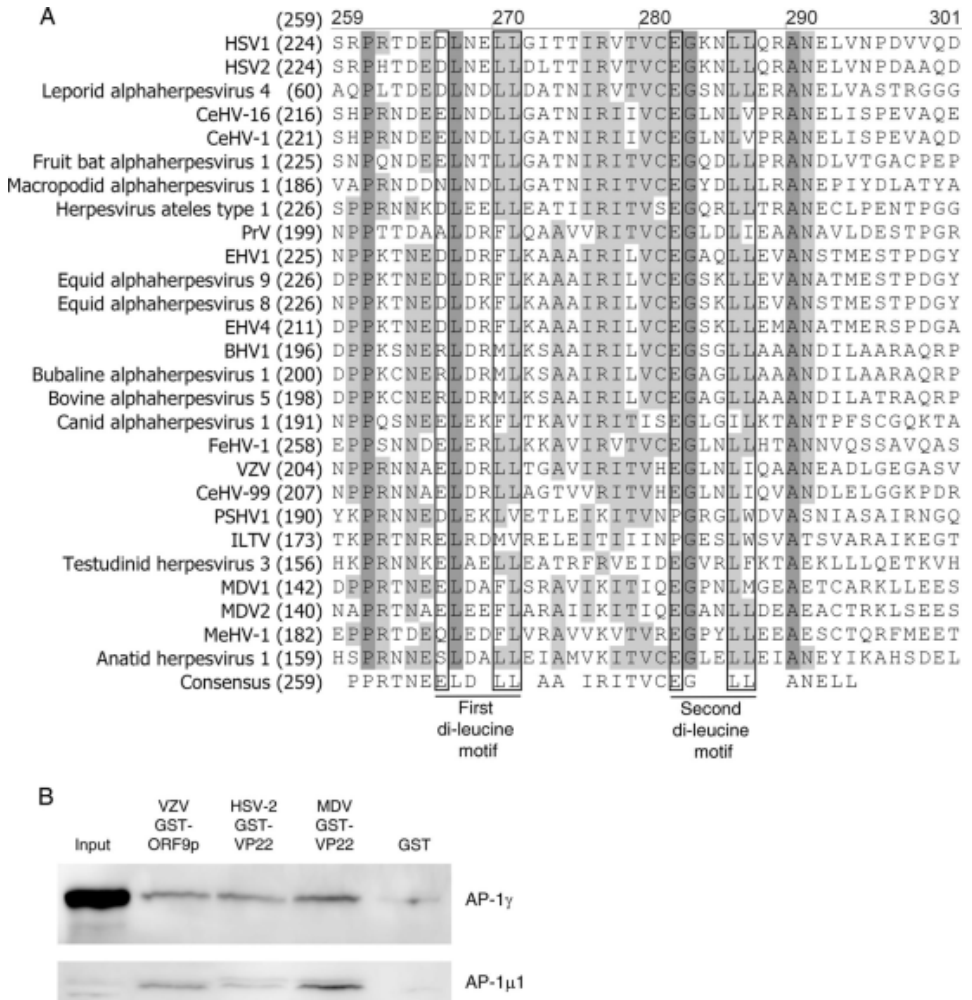 A
(259) 259 270 280 290 301
HSV1 (224) SRPRTDEDLNELLGITTIRVTVCEGKNLLQRANELVNPDVVQD
HSV2 (224) SRPHTDEDLNELLDLTTIRVTVCEGKNLLQRANELVNPDAAQD
Leporid alphaherpesvirus 4 (60) AQPLTDEDLNDLLDATNIRVTVCEGSNLLERANELVASTRGGG
CeHV-16 (216) SHPRNDEELNDLLGATNIRIIVCEGLNLVPRANELISPEVAQE
CeHV-1 (221) SHPRNDEELNDLLGATNIRIIVCEGLNLVPRANELISPEVAQD
Fruit bat alphaherpesvirus 1 (225) SNPQNDEELNTLLGATNIRITVCEGQDLLPRANDLVTGACPEP
Macropodid alphaherpesvirus 1 (186) VAPRNDDNLNDLLGATNIRITVCEGYDLLLRANEPIYDLATYA
Herpesvirus ateles type 1 (226) SPPRNNKDLEELLEATIIRITVSEGQRLLTRANECLPENTPGG
PrV (199) NPPTTDAALDRFLQAAVVRITVCEGLDLIEAANAVLDESTPGR
EHV1 (225) NPPKTNEDLDRFLKAAAIRILVCEGAQLLEVANSTMESTPDGY
Equid alphaherpesvirus 9 (226) DPPKTNEDLDRFLKAAAIRILVCEGSKLLEVANSTMESTPDGY
Equid alphaherpesvirus 8 (226) NPPKTNEDLDRFLKAAAIRILVCEGSKLLEVANSTMESTPDGY
EHV4 (211) DPPKTNEDLDRFLKAAAIRILVCEGSKLLEMANATMERSPDGA
BHV1 (196) DPPKSNERLDRMLKSAAIRILVCEGSGLLAAANDILAARAQRP
Bubaline alphaherpesvirus 1 (200) DPPKCNERLDRMLKSAAIRILVCEGAGLLAAANDILAARAQRP
Bovine alphaherpesvirus 5 (198) DPPKCNERLDRMLKSAAIRILVCEGAGLLAAANDILATRAQRP
Canid alphaherpesvirus 1 (191) NPPQSNEELEKFLTKAVIRITISEGLGILKTANTPFSCGQKTA
FeHV-1 (258) EPPSNNDELERLLKKAVIRVTVCEGLNLLHTANNVQSSAVQAS
VZV (204) NPPRNNAELDRLLTGAVIRITVHEGLNLIQAANEADLGEGASV
CeHV-99 (207) NPPRNNAELDRLLAGTVVRITVHEGLNLIQVANDLELGGKPDR
PSHV1 (190) YKPRTNEDLEKLVETLEIKITVNPGRGLWDVASNIASAIRNGQ
ILTV (173) TKPRTNRELRDMVRELEITIIINPGESLWSVATSVARAIKEGT
Testudinid herpesvirus 3 (156) HKPRNNKELAELLEATRFRVEIDEGVRLFKTAEKLLLQETKVH
MDV1 (142) DPPRTNEELDAFLSRAVIKITIQEGPNLMGEAETCARKLLEES
MDV2 (140) NAPRTNAELEEFLARAIIKITIQEGANLLDEAEACTRKLSEES
MeHV-1 (182) EPPRTDEQLEDFLVRAVVKVTVREGPYLLEEAESCTQRFMEET
Anatid herpesvirus 1 (159) HSPRNNESLDALLEIAMVKITVCEGLELLEIANEYIKAHSDEL
Consensus (259) PPRTNEELD LL AA IRITVCEG LL ANELL
First di-leucine motif
Second di-leucine motif
B
Input
VZV GST-ORF9p
HSV-2 GST-VP22
MDV GST-VP22
GST
AP-1γ
AP-1μ1